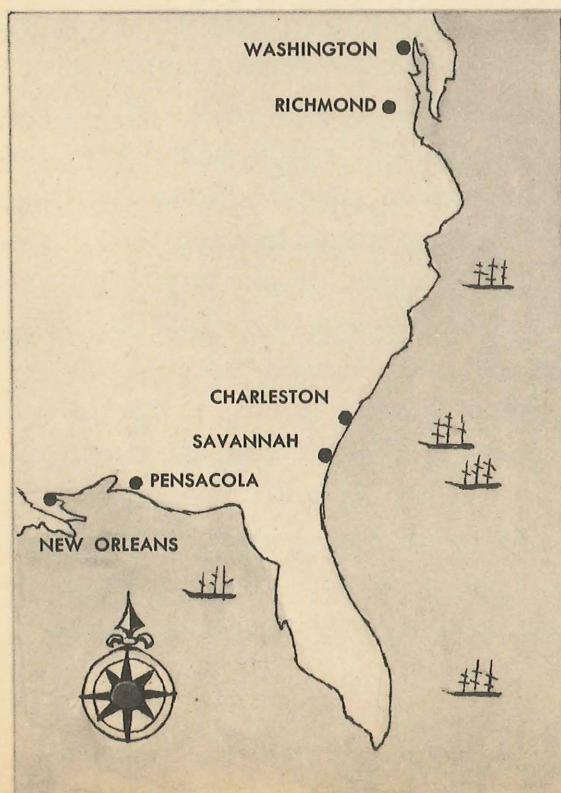 WASHINGTON
RICHMOND
CHARLESTON
SAVANNAH
PENSACOLA
NEW ORLEANS